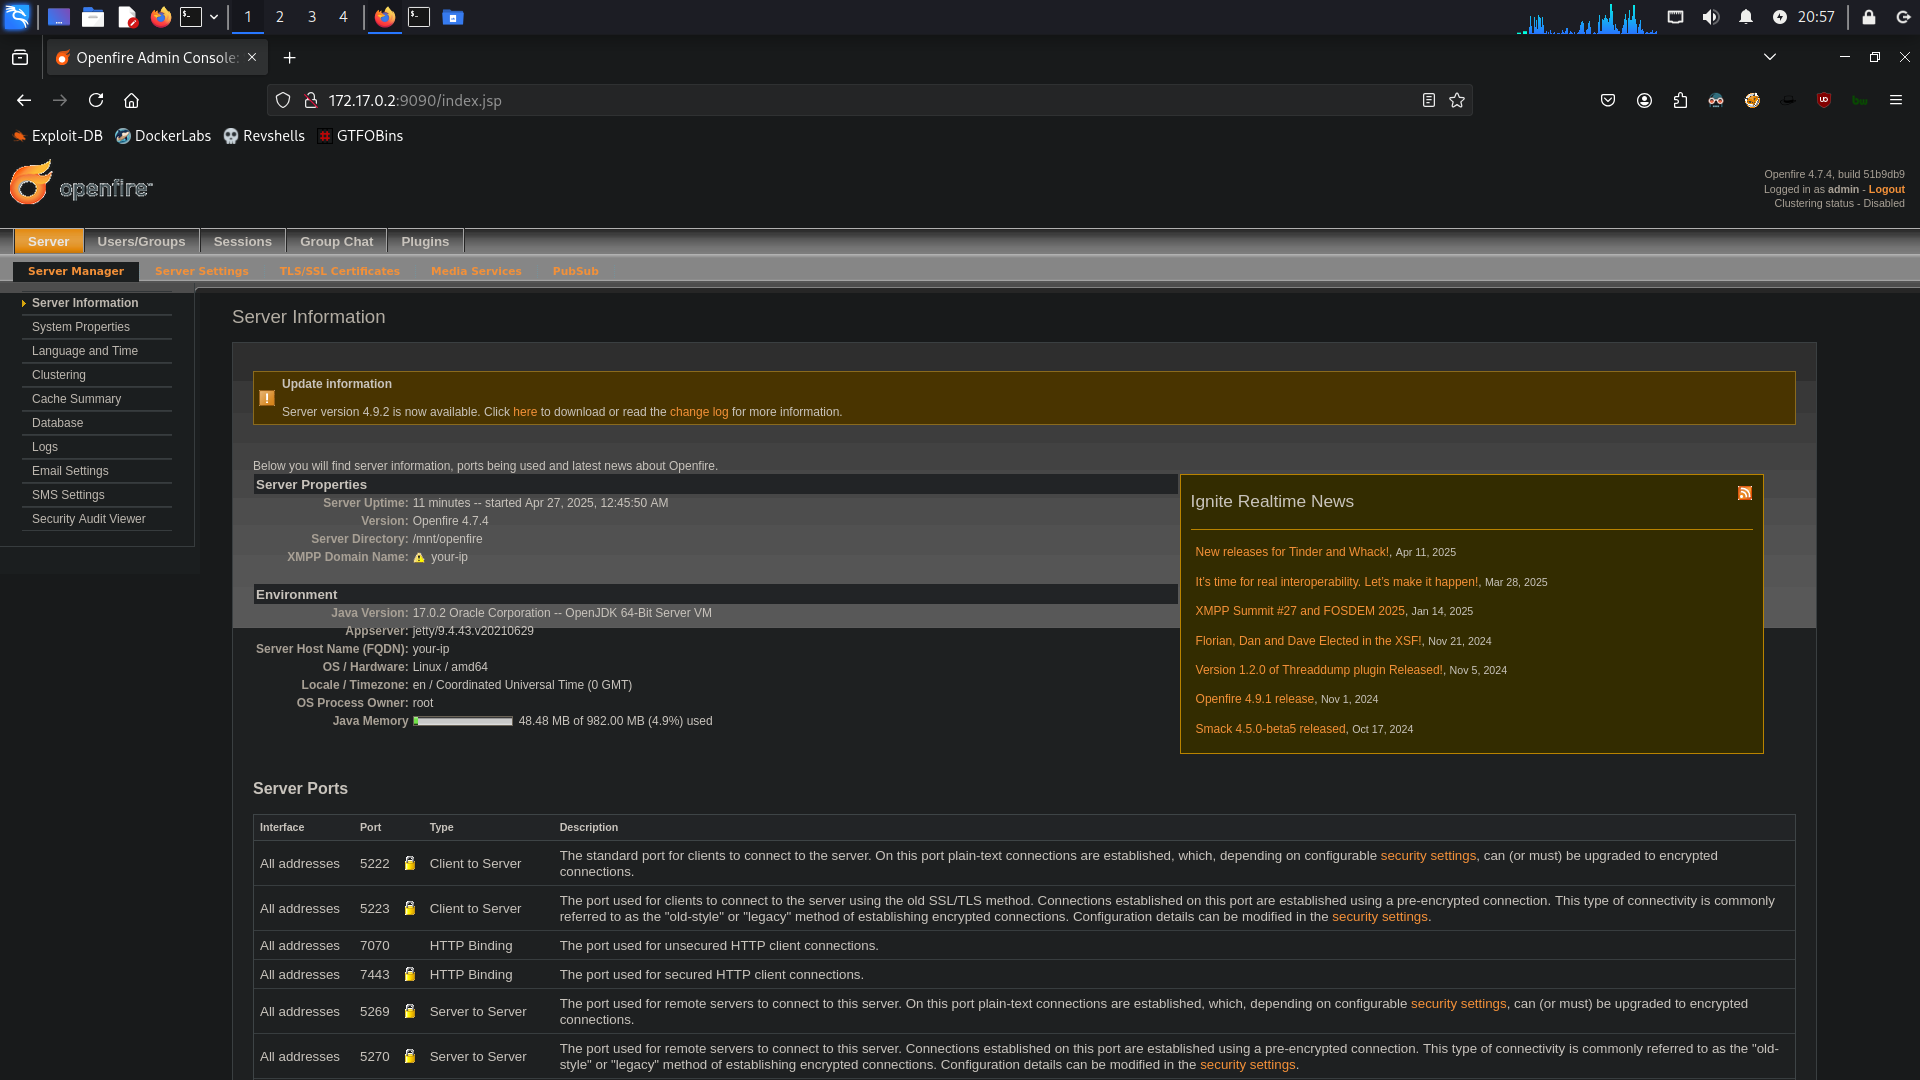 1 2 3 4 20:57
Openfire Admin Console:
172.17.0.2:9090/index.jsp
Exploit-DB DockerLabs Revshells GTFOBins
openfire™
Openfire 4.7.4, build 51b9db9
Logged in as admin - Logout
Clustering status - Disabled
Server Users/Groups Sessions Group Chat Plugins
Server Manager Server Settings TLS/SSL Certificates Media Services PubSub
Server Information
System Properties
Language and Time
Clustering
Cache Summary
Database
Logs
Email Settings
SMS Settings
Security Audit Viewer
Server Information
Update information
Server version 4.9.2 is now available. Click here to download or read the change log for more information.
Below you will find server information, ports being used and latest news about Openfire.
Server Properties
Server Uptime: 11 minutes -- started Apr 27, 2025, 12:45:50 AM
Version: Openfire 4.7.4
Server Directory: /mnt/openfire
XMPP Domain Name: your-ip
Environment
Java Version: 17.0.2 Oracle Corporation -- OpenJDK 64-Bit Server VM
Appserver: jetty/9.4.43.v20210629
Server Host Name (FQDN): your-ip
OS / Hardware: Linux / amd64
Locale / Timezone: en / Coordinated Universal Time (0 GMT)
OS Process Owner: root
Java Memory 48.48 MB of 982.00 MB (4.9%) used
Ignite Realtime News
New releases for Tinder and Whack!, Apr 11, 2025
It's time for real interoperability. Let's make it happen!, Mar 28, 2025
XMPP Summit #27 and FOSDEM 2025, Jan 14, 2025
Florian, Dan and Dave Elected in the XSF!, Nov 21, 2024
Version 1.2.0 of Threaddump plugin Released!, Nov 5, 2024
Openfire 4.9.1 release, Nov 1, 2024
Smack 4.5.0-beta5 released, Oct 17, 2024
Server Ports
Interface Port Type Description
All addresses 5222 Client to Server The standard port for clients to connect to the server. On this port plain-text connections are established, which, depending on configurable security settings, can (or must) be upgraded to encrypted
connections.
All addresses 5223 Client to Server The port used for clients to connect to the server using the old SSL/TLS method. Connections established on this port are established using a pre-encrypted connection. This type of connectivity is commonly
referred to as the "old-style" or "legacy" method of establishing encrypted connections. Configuration details can be modified in the security settings.
All addresses 7070 HTTP Binding The port used for unsecured HTTP client connections.
All addresses 7443 HTTP Binding The port used for secured HTTP client connections.
All addresses 5269 Server to Server The port used for remote servers to connect to this server. On this port plain-text connections are established, which, depending on configurable security settings, can (or must) be upgraded to encrypted
connections.
All addresses 5270 Server to Server The port used for remote servers to connect to this server. Connections established on this port are established using a pre-encrypted connection. This type of connectivity is commonly referred to as the "old-
style" or "legacy" method of establishing encrypted connections. Configuration details can be modified in the security settings.